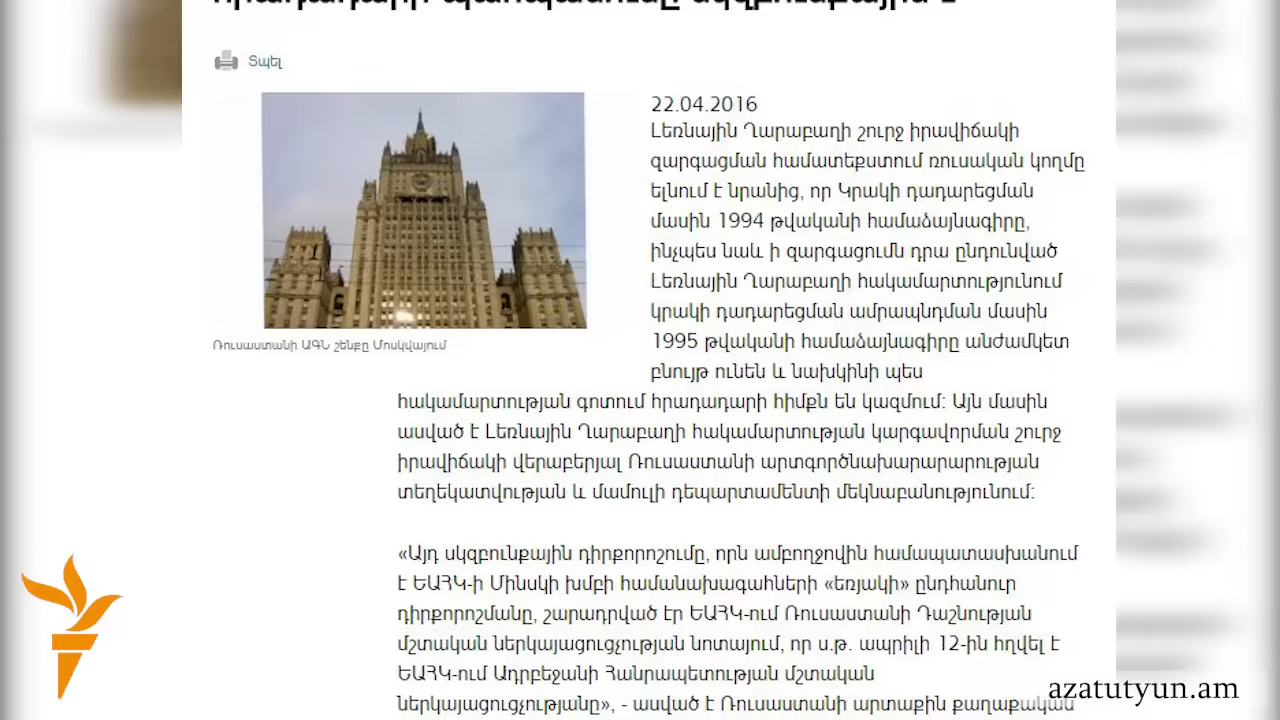 Տպել
22.04.2016
Լեռնային Ղարաբաղի շուրջ իրավիճակի
զարգացման համատեքստում ռուսական կողմը
ելնում է նրանից, որ Կրակի դադարեցման
մասին 1994 թվականի համաձայնագիրը,
ինչպես նաև ի զարգացումն դրա ընդունված
Լեռնային Ղարաբաղի հակամարտությունում
կրակի դադարեցման ամրապնդման մասին
1995 թվականի համաձայնագիրը անժամկետ
բնույթ ունեն և նախկինի պես
Ռուսաստանի ԱԳՆ շենքը Մոսկվայում
հակամարտության գոտում հրադադարի հիմքն են կազմում: Այն մասին
ասված է Լեռնային Ղարաբաղի հակամարտության կարգավորման շուրջ
իրավիճակի վերաբերյալ Ռուսաստանի արտգործնախարարարության
տեղեկատվության և մամուլի դեպարտամենտի մեկնաբանությունում:
«Այդ սկզբունքային դիրքորոշումը, որն ամբողջովին համապատասխանում
է ԵԱՀԿ-ի Մինսկի խմբի համանախագահների «եռյակի» ընդհանուր
դիրքորոշմանը, շարադրված էր ԵԱՀԿ-ում Ռուսաստանի Դաշնության
մշտական ներկայացուցչության նոտայում, որ ս.թ. ապրիլի 12-ին հղվել է
ԵԱՀԿ-ում Ադրբեջանի Հանրապետության մշտական
ներկայացուցչությանը», - ասված է Ռուսաստանի արտաքին քաղաքական
azatutyun.am